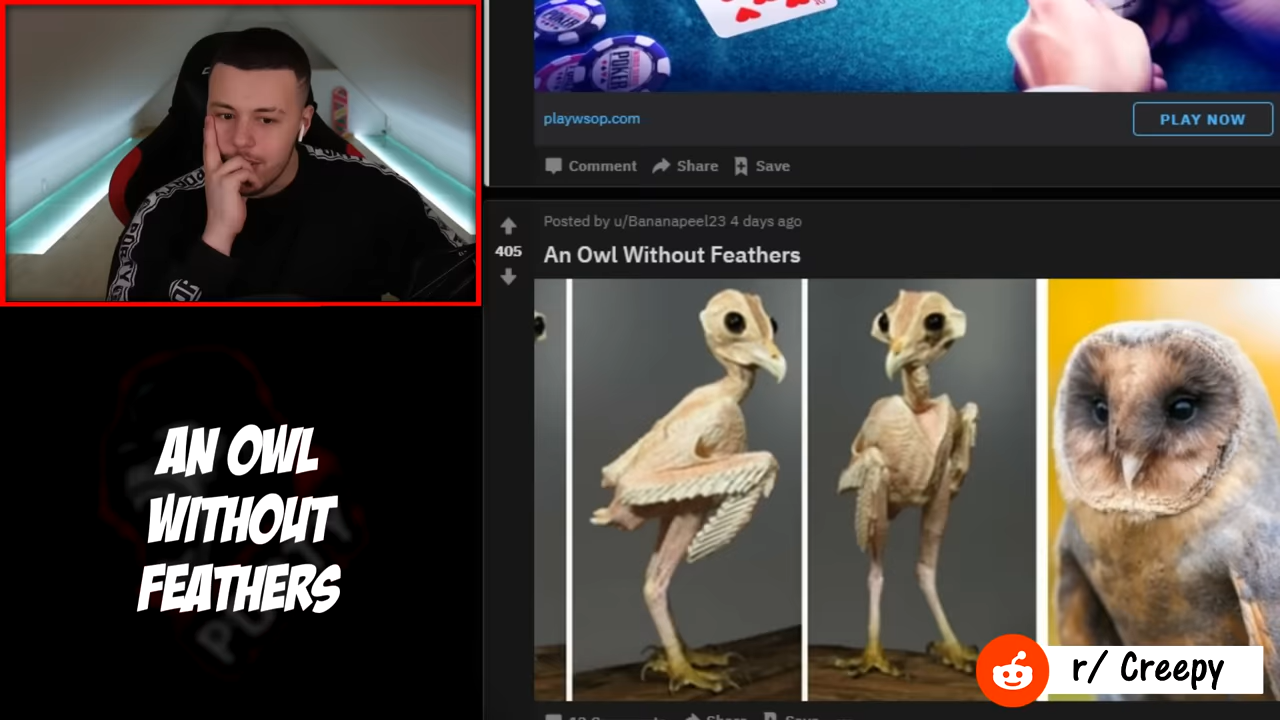 playwsop.com
PLAY NOW
Comment Share Save
Posted by u/Bananapeel23 4 days ago
405
An Owl Without Feathers
AN OWL
WITHOUT
FEATHERS
r/ Creepy